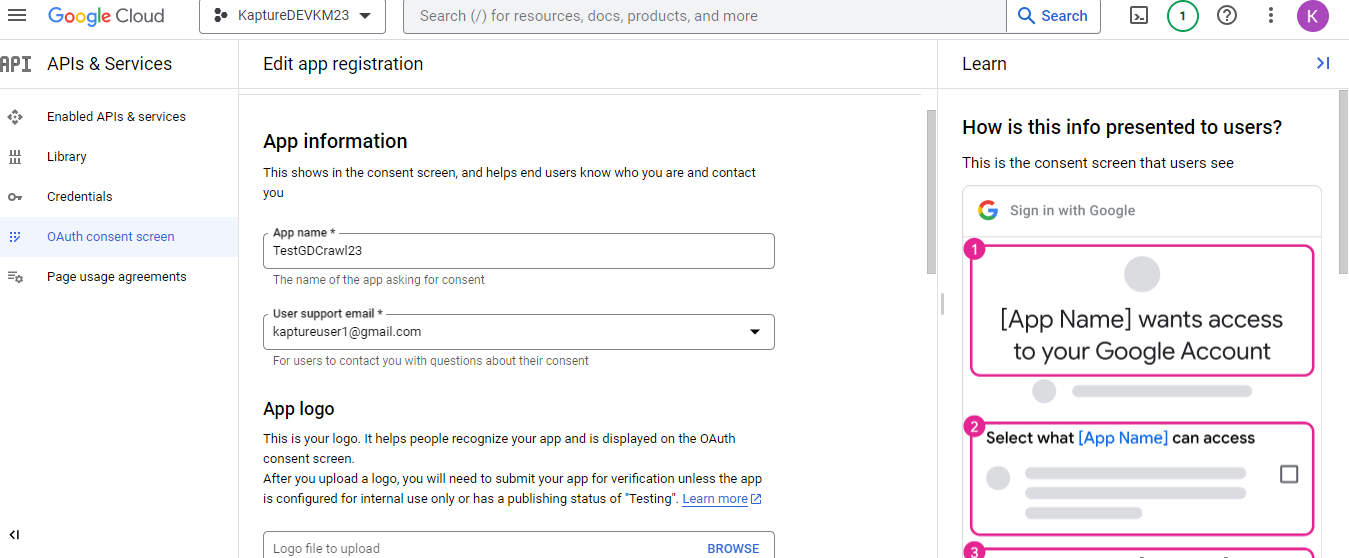 Google Cloud
KaptureDEVKM23
Search (/) for resources, docs, products, and more
Search
1
K
API
APIs & Services
Enabled APIs & services
Library
Credentials
OAuth consent screen
Page usage agreements
Edit app registration
App information
This shows in the consent screen, and helps end users know who you are and contact
you
App name *
TestGDCrawl23
The name of the app asking for consent
User support email *
kaptureuser1@gmail.com
For users to contact you with questions about their consent
App logo
This is your logo. It helps people recognize your app and is displayed on the OAuth
consent screen.
After you upload a logo, you will need to submit your app for verification unless the app
is configured for internal use only or has a publishing status of "Testing". Learn more
Logo file to upload
BROWSE
Learn
How is this info presented to users?
This is the consent screen that users see
G Sign in with Google
1
[App Name] wants access
to your Google Account
2
Select what [App Name] can access
3